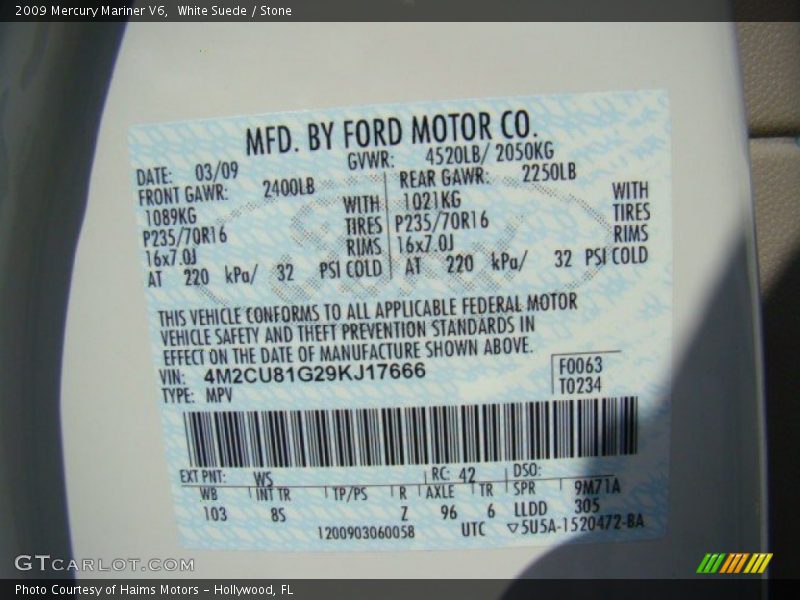 2009 Mercury Mariner V6,  White Suede / Stone
MFD. BY FORD MOTOR CO.
DATE: 03/09 GVWR: 4520LB/ 2050KG
FRONT GAWR: 2400LB REAR GAWR: 2250LB
1089KG WITH 1021KG WITH
P235/70R16 TIRES P235/70R16 TIRES
16x7.0J RIMS 16x7.0J RIMS
AT 220 kPa/ 32 PSI COLD AT 220 kPa/ 32 PSI COLD
THIS VEHICLE CONFORMS TO ALL APPLICABLE FEDERAL MOTOR
VEHICLE SAFETY AND THEFT PREVENTION STANDARDS IN
EFFECT ON THE DATE OF MANUFACTURE SHOWN ABOVE.
VIN: 4M2CU81G29KJ17666 F0063
TYPE: MPV T0234
EXT PNT: WS RC: 42 DSO:
WB INT TR TP/PS R AXLE TR SPR 9M71A
103 8S Z 96 6 LLDD 305
1200903060058 UTC ▽5U5A-1520472-BA
GTCARLOT.COM
Photo Courtesy of Haims Motors - Hollywood, FL